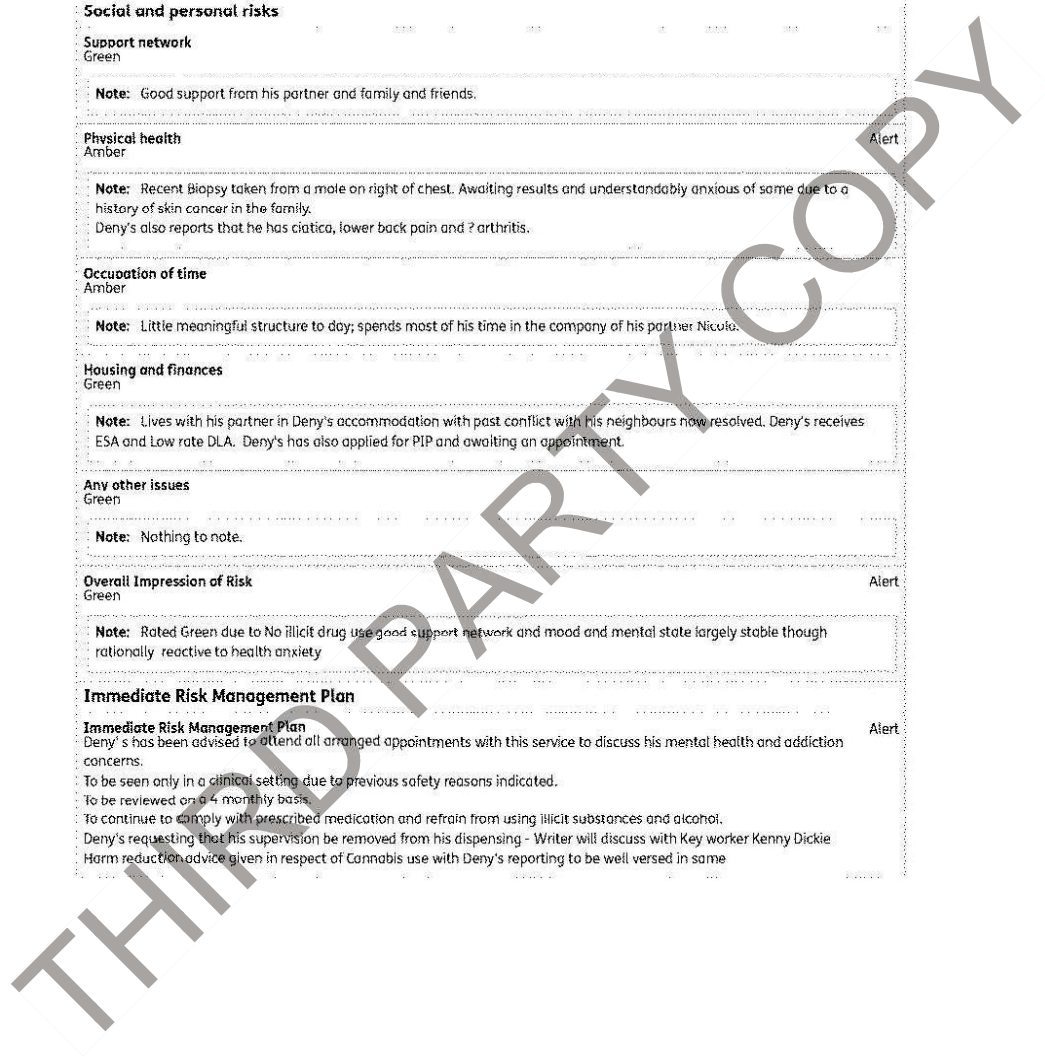 Social and personal risks
Support network
Green
Note: Good support from his partner and family and friends.
Physical health
Alert
Amber
Note: Recent Biopsy taken from a mole on right of chest. Awaiting results and understandably anxious of same due to a
history of skin cancer in the family.
Deny's also reports that he has ciatica, lower back pain and ? arthritis.
Occupation of time
Amber
Note: Little meaningful structure to day; spends most of his time in the company of his partner Nicola.
Housing and finances
Green
Note: Lives with his partner in Deny's accommodation with past conflict with his neighbours now resolved. Deny's receives
ESA and Low rate DLA. Deny's has also applied for PIP and awaiting an appointment.
Any other issues
Green
Note: Nothing to note.
Overall Impression of Risk
Alert
Green
Note: Rated Green due to No illicit drug use good support network and mood and mental state largely stable though
rationally reactive to health anxiety
Immediate Risk Management Plan
Immediate Risk Management Plan
Alert
Deny' s has been advised to attend all arranged appointments with this service to discuss his mental health and addiction
concerns.
To be seen only in a clinical setting due to previous safety reasons indicated.
To be reviewed on a 4 monthly basis.
To continue to comply with prescribed medication and refrain from using illicit substances and alcohol.
Deny's requesting that his supervision be removed from his dispensing - Writer will discuss with Key worker Kenny Dickie
Harm reduction advice given in respect of Cannabis use with Deny's reporting to be well versed in same
THIRD PARTY COPY